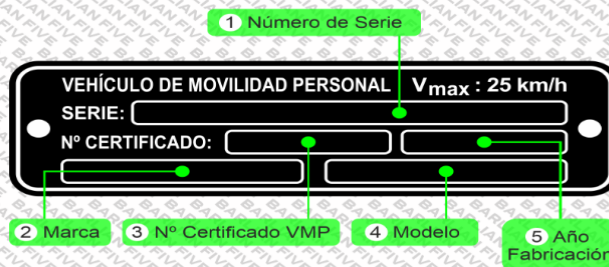 1 Número de Serie
VEHÍCULO DE MOVILIDAD PERSONAL Vmax : 25 km/h
SERIE:
Nº CERTIFICADO:
2 Marca
3 Nº Certificado VMP
4 Modelo
5 Año
Fabricación